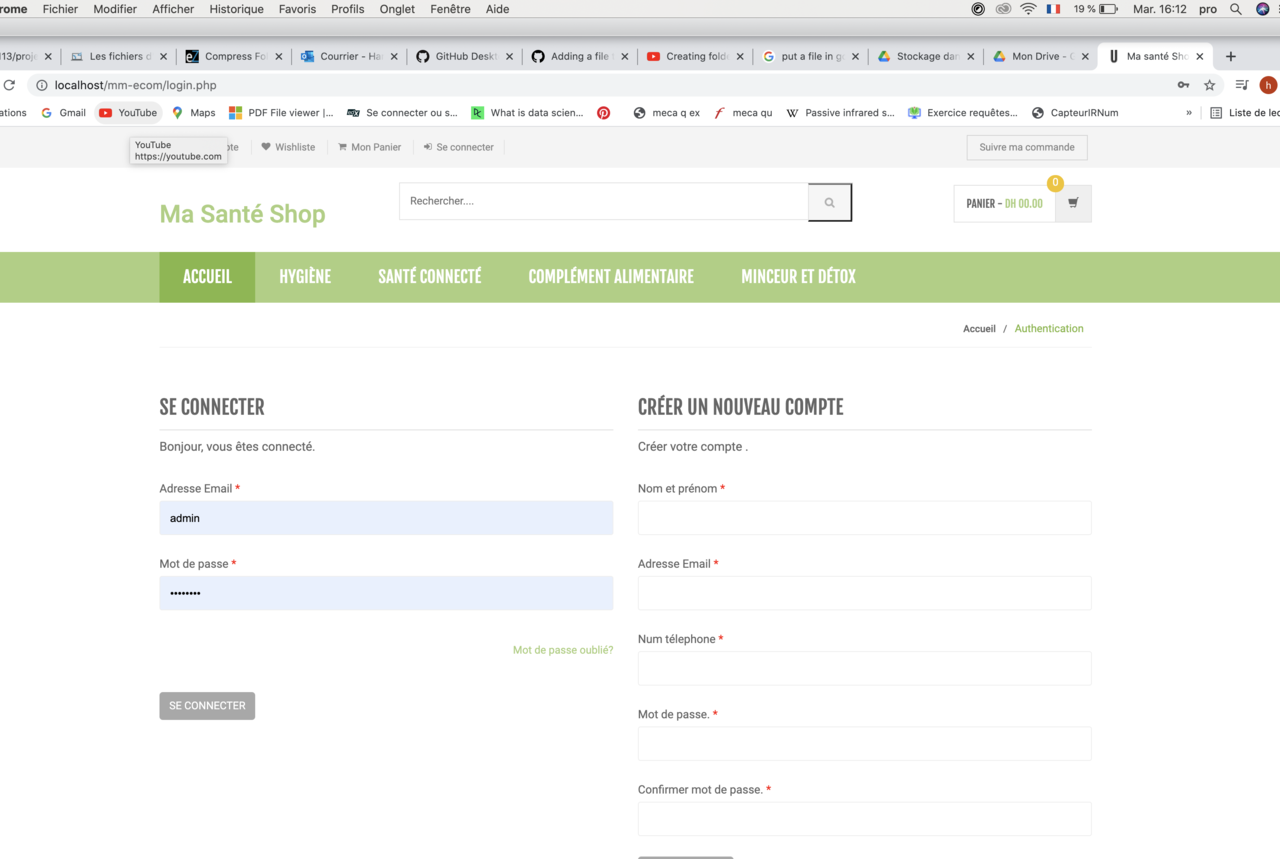 rome Fichier Modifier Afficher Historique Favoris Profils Onglet Fenêtre Aide 19 % Mar. 16:12 pro
113/proje Les fichiers d Compress Fol Courrier - Ha GitHub Deskt Adding a file t Creating folde put a file in g Stockage dan Mon Drive - G Ma santé Sho
localhost/mm-ecom/login.php h
ations Gmail YouTube Maps PDF File viewer |... Se connecter ou s... What is data scien... meca q ex meca qu Passive infrared s... Exercice requêtes... CapteurIRNum » Liste de lec
YouTube
https://youtube.com
pte Wishliste Mon Panier Se connecter Suivre ma commande
Ma Santé Shop
Rechercher....
PANIER – DH 00.00
0
ACCUEIL HYGIÈNE SANTÉ CONNECTÉ COMPLÉMENT ALIMENTAIRE MINCEUR ET DÉTOX
Accueil / Authentication
SE CONNECTER
Bonjour, vous êtes connecté.
Adresse Email *
admin
Mot de passe *
••••••••
Mot de passe oublié?
SE CONNECTER
CRÉER UN NOUVEAU COMPTE
Créer votre compte .
Nom et prénom *
Adresse Email *
Num télephone *
Mot de passe. *
Confirmer mot de passe. *